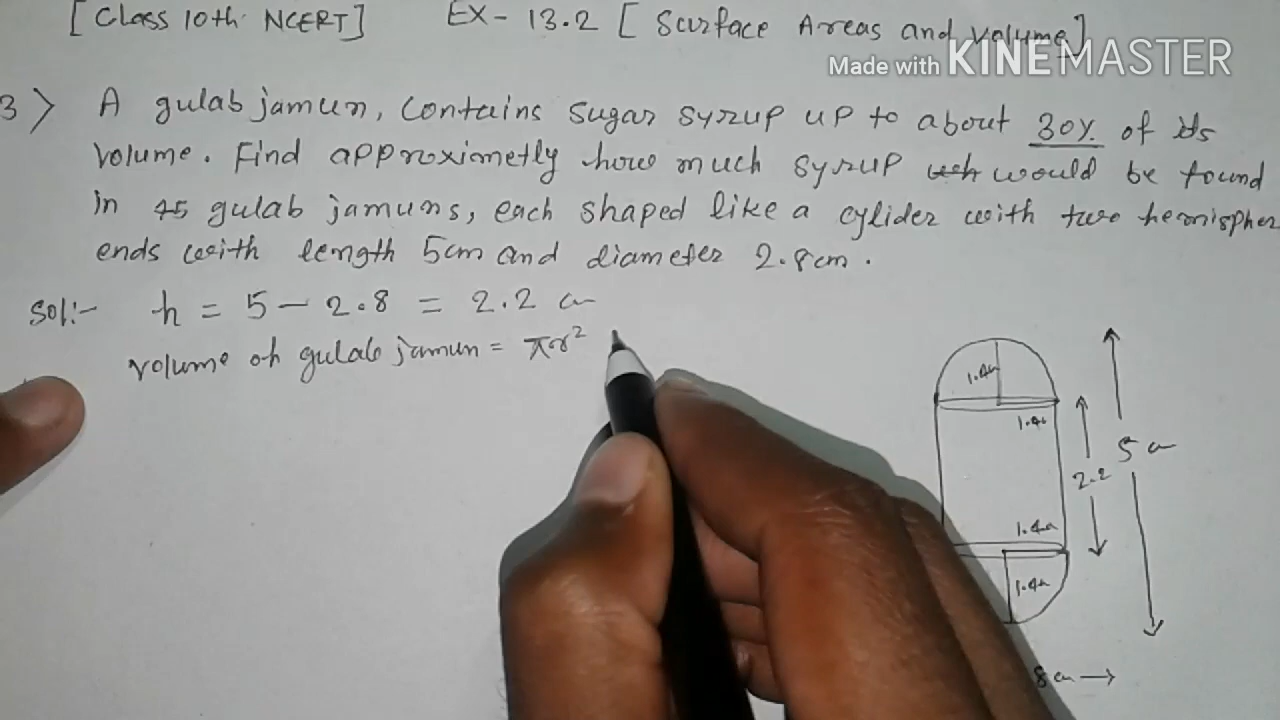 [Class 10th NCERT] EX - 13.2 [Surface Areas and volume]
Made with KINEMASTER
3> A gulab jamun, contains sugar syrup up to about 30% of its
volume. Find approximetly how much syrup would be found
in 45 gulab jamuns, each shaped like a cylider with two hemispher
ends with length 5cm and diameter 2.8cm.
Sol:- h = 5 - 2.8 = 2.2 cm
volume of gulab jamun = πr²
1.4
1.4
5 cm
2.2
1.4
1.4
8 cm →